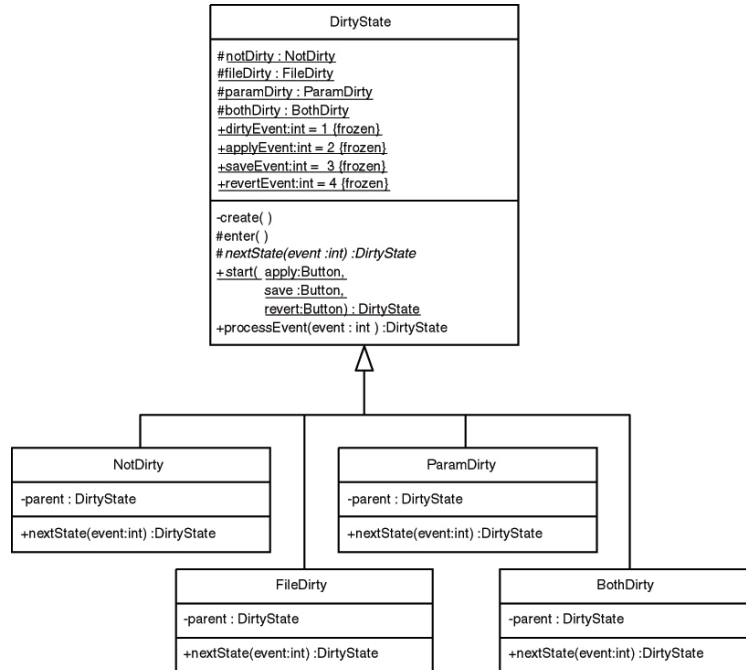 DirtyState
#notDirty : NotDirty
#fileDirty : FileDirty
#paramDirty : ParamDirty
#bothDirty : BothDirty
+dirtyEvent:int = 1 {frozen}
+applyEvent:int = 2 {frozen}
+saveEvent:int = 3 {frozen}
+revertEvent:int = 4 {frozen}
-create( )
#enter( )
#nextState(event :int) :DirtyState
+start( apply:Button,
save :Button,
revert:Button) : DirtyState
+processEvent(event : int ) :DirtyState
NotDirty
-parent : DirtyState
+nextState(event:int) :DirtyState
ParamDirty
-parent : DirtyState
+nextState(event:int) :DirtyState
FileDirty
-parent : DirtyState
+nextState(event:int) :DirtyState
BothDirty
-parent : DirtyState
+nextState(event:int) :DirtyState